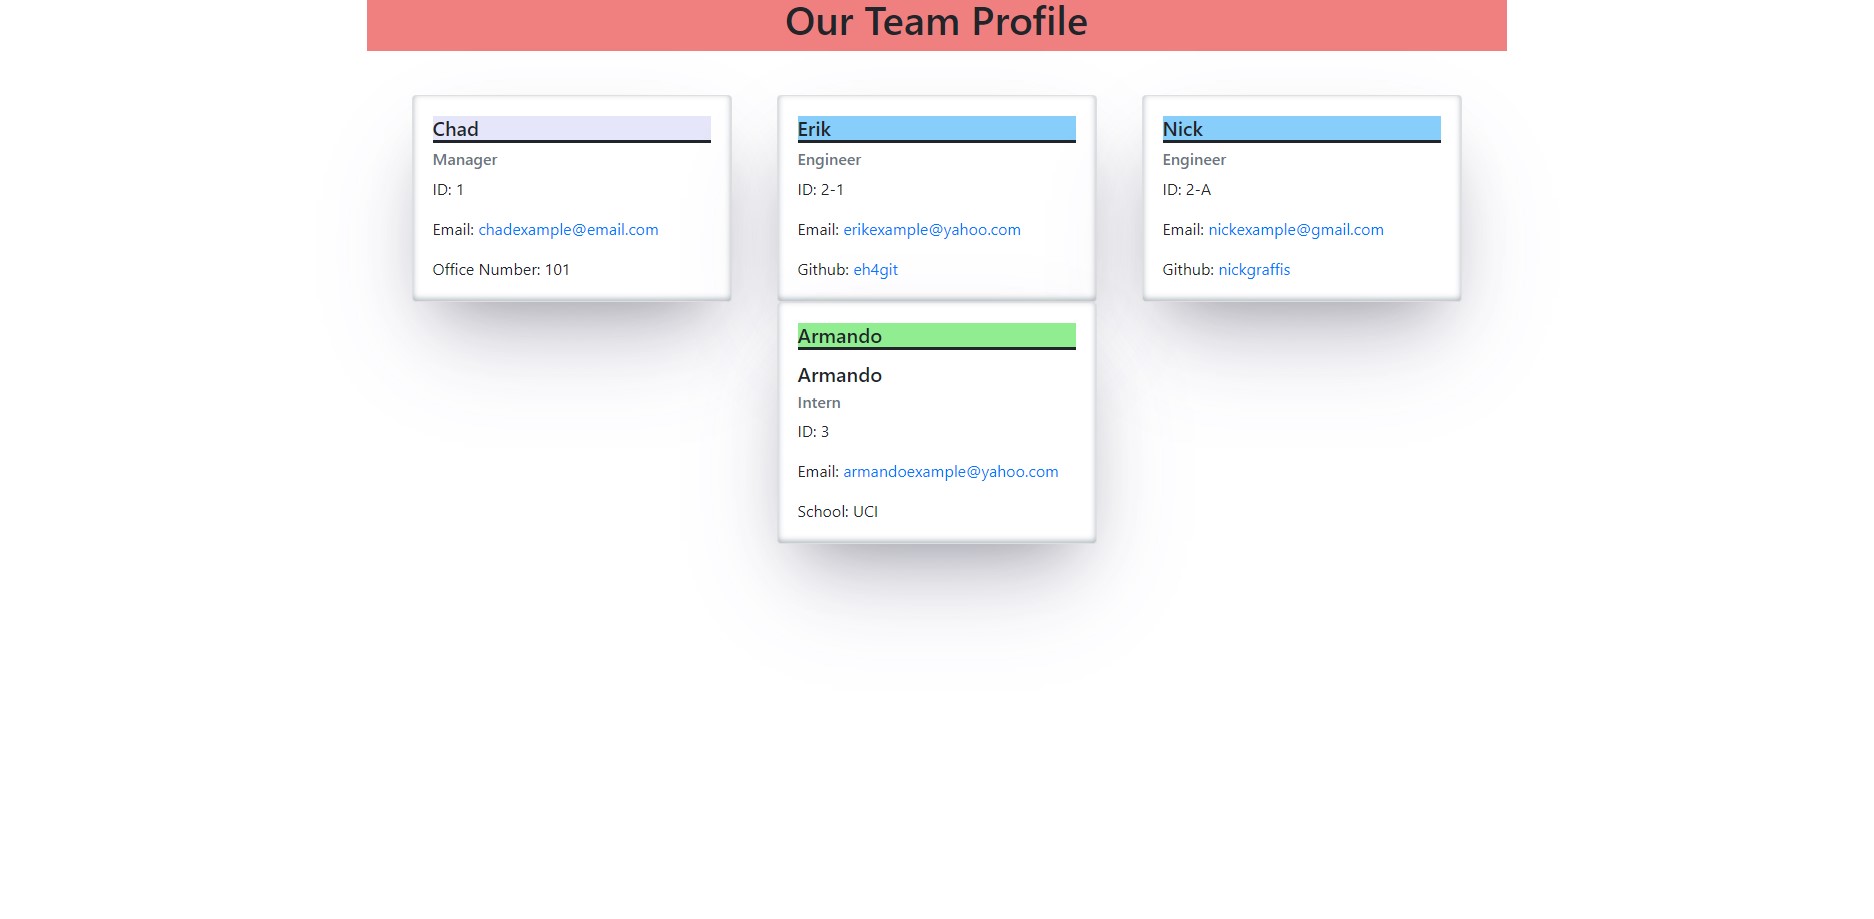 Our Team Profile
Chad
Manager
ID: 1
Email: chadexample@email.com
Office Number: 101
Erik
Engineer
ID: 2-1
Email: erikexample@yahoo.com
Github: eh4git
Nick
Engineer
ID: 2-A
Email: nickexample@gmail.com
Github: nickgraffis
Armando
Armando
Intern
ID: 3
Email: armandoexample@yahoo.com
School: UCI